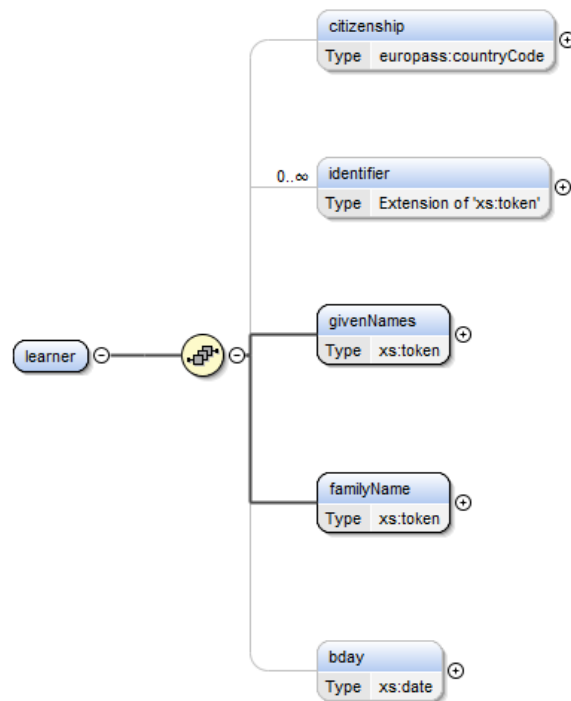 citizenship
Type europass:countryCode
0..∞
identifier
Type Extension of 'xs:token'
givenNames
Type xs:token
learner
familyName
Type xs:token
bday
Type xs:date